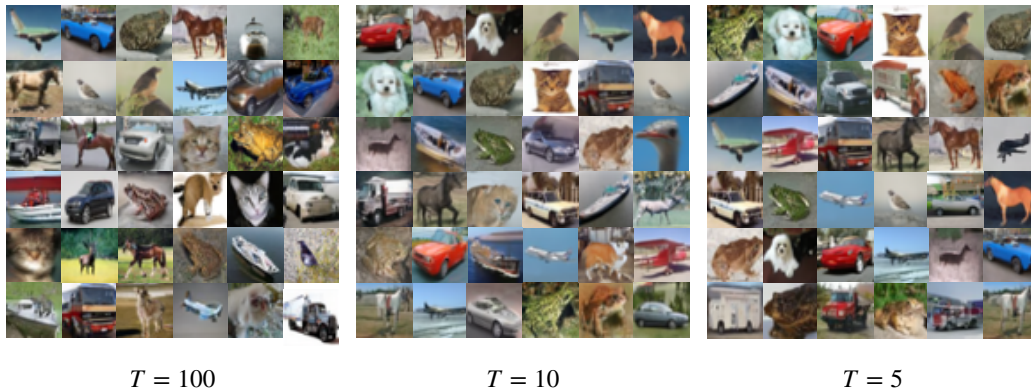 T = 100
T = 10
T = 5